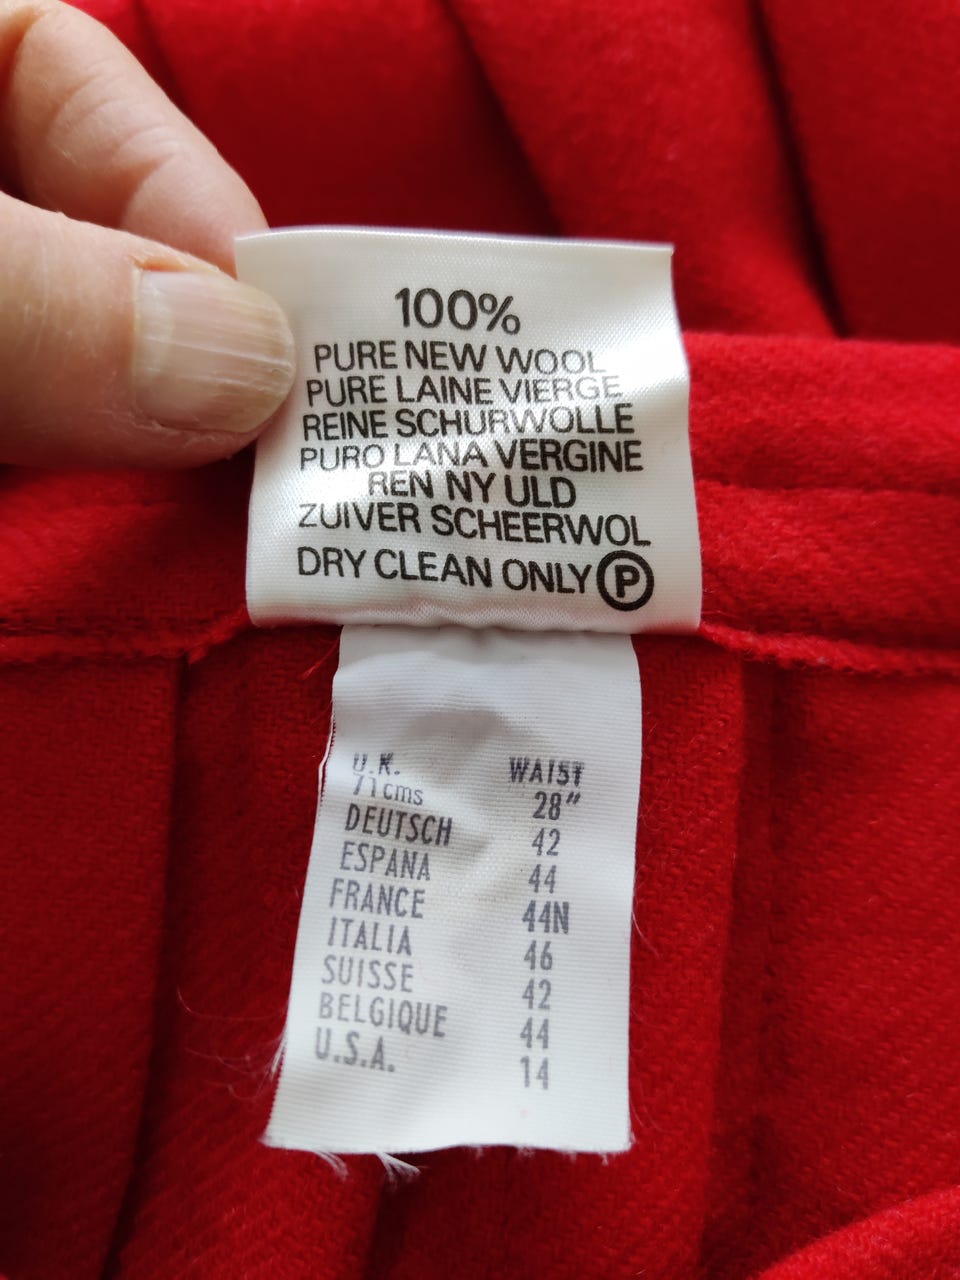 100%
PURE NEW WOOL
PURE LAINE VIERGE
REINE SCHURWOLLE
PURO LANA VERGINE
REN NY ULD
ZUIVER SCHEERWOL
DRY CLEAN ONLY Ⓟ
U.K. WAIST
71cms 28"
DEUTSCH 42
ESPANA 44
FRANCE 44N
ITALIA 46
SUISSE 42
BELGIQUE 44
U.S.A. 14